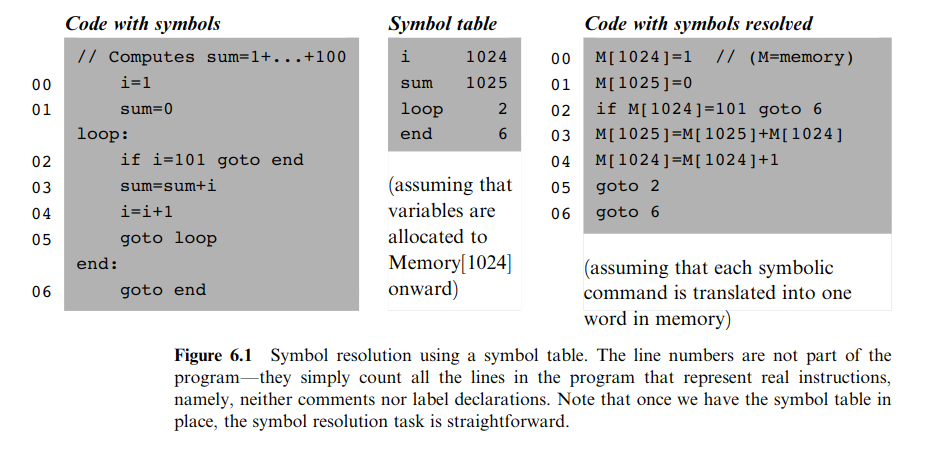 Code with symbols
// Computes sum=1+...+100
00 i=1
01 sum=0
loop:
02 if i=101 goto end
03 sum=sum+i
04 i=i+1
05 goto loop
end:
06 goto end
Symbol table
i 1024
sum 1025
loop 2
end 6
(assuming that
variables are
allocated to
Memory[1024]
onward)
Code with symbols resolved
00 M[1024]=1 // (M=memory)
01 M[1025]=0
02 if M[1024]=101 goto 6
03 M[1025]=M[1025]+M[1024]
04 M[1024]=M[1024]+1
05 goto 2
06 goto 6
(assuming that each symbolic
command is translated into one
word in memory)
Figure 6.1 Symbol resolution using a symbol table. The line numbers are not part of the
program—they simply count all the lines in the program that represent real instructions,
namely, neither comments nor label declarations. Note that once we have the symbol table in
place, the symbol resolution task is straightforward.